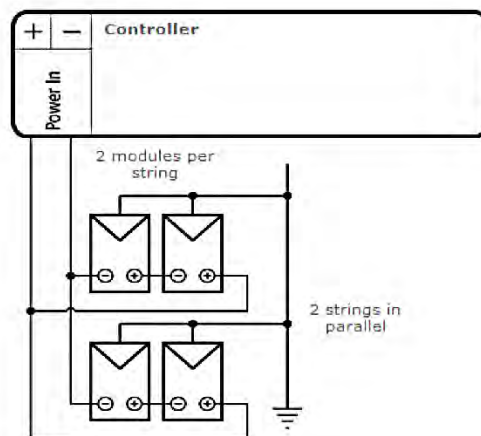 + − Controller
Power In
2 modules per
string
− + − +
2 strings in
parallel
− + − +